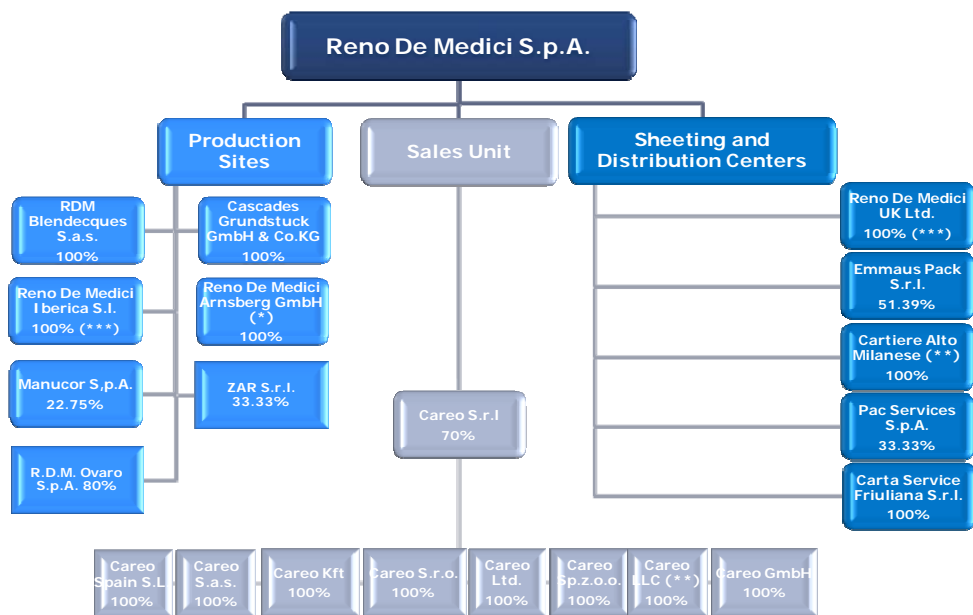 Reno De Medici S.p.A.
Production
Sites
Sales Unit
Sheeting and
Distribution Centers
RDM
Blendecques
S.a.s.
100%
Cascades
Grundstuck
GmbH & Co.KG
100%
Reno De Medici
Iberica S.l.
100% (***)
Reno De Medici
Arnsberg GmbH
(*)
100%
Manucor S,p.A.
22.75%
ZAR S.r.l.
33.33%
R.D.M. Ovaro
S.p.A. 80%
Careo S.r.l
70%
Reno De Medici
UK Ltd.
100% (***)
Emmaus Pack
S.r.l.
51.39%
Cartiere Alto
Milanese (**)
100%
Pac Services
S.p.A.
33.33%
Carta Service
Friuliana S.r.l.
100%
Careo
Spain S.L
100%
Careo
S.a.s.
100%
Careo Kft
100%
Careo S.r.o.
100%
Careo
Ltd.
100%
Careo
Sp.z.o.o.
100%
Careo
LLC (**)
100%
Careo GmbH
100%